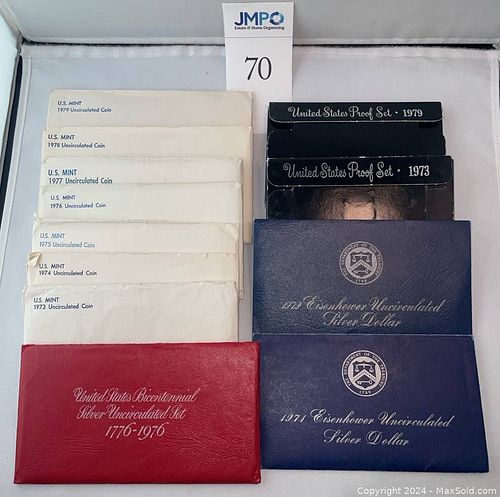 JMPO
Estate & Home Organizing
70
U.S. MINT
1979 Uncirculated Coin
U.S. MINT
1978 Uncirculated Coin
U.S. MINT
1977 Uncirculated Coin
U.S. MINT
1976 Uncirculated Coin
U.S. MINT
1975 Uncirculated Coin
U.S. MINT
1974 Uncirculated Coin
U.S. MINT
1973 Uncirculated Coin
United States Bicentennial
Silver Uncirculated Set
1776-1976
United States Proof Set · 1979
United States Proof Set · 1973
1972 Eisenhower Uncirculated
Silver Dollar
1971 Eisenhower Uncirculated
Silver Dollar
Copyright 2024 - MaxSold.com